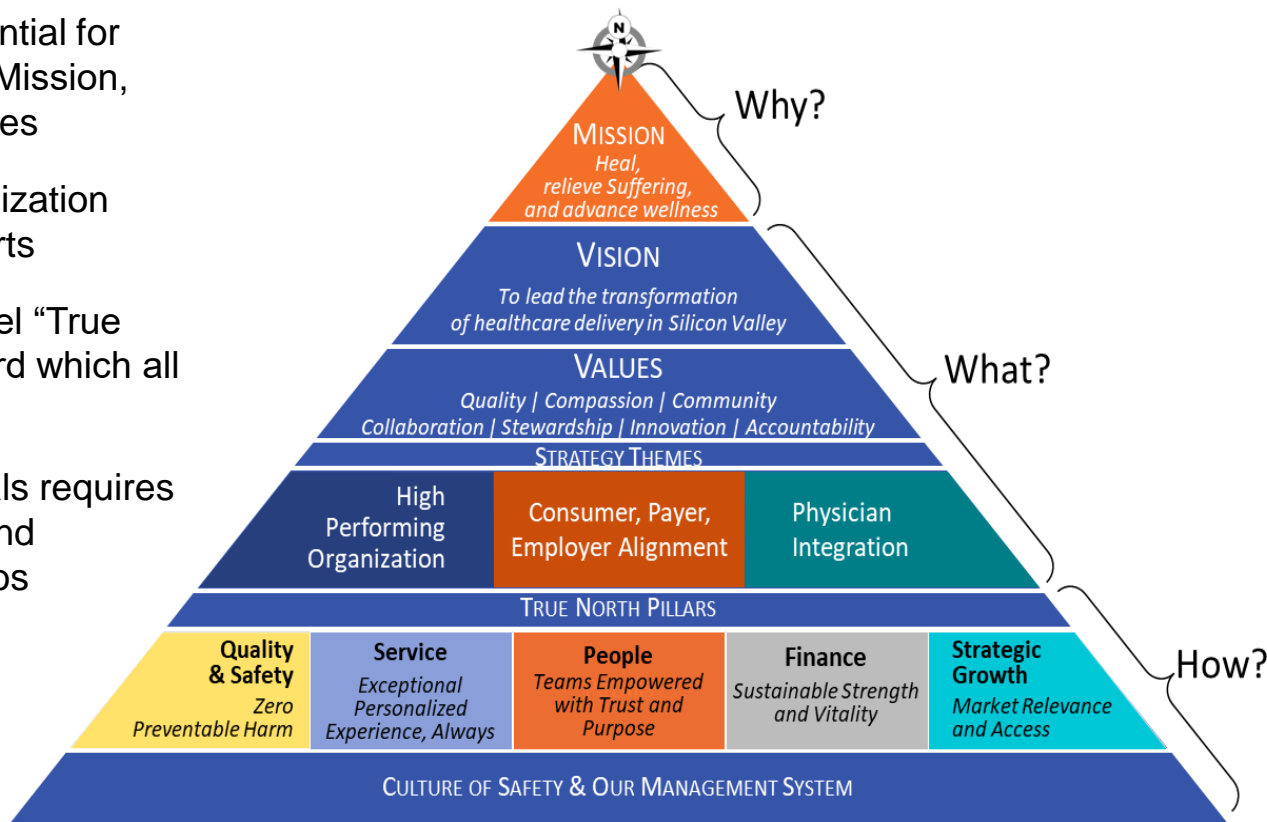 ntial for
Mission,
es
ization
rts
el “True
rd which all
ls requires
nd
os
N
MISSION
Heal,
relieve Suffering,
and advance wellness
Why?
VISION
To lead the transformation
of healthcare delivery in Silicon Valley
VALUES
Quality | Compassion | Community
Collaboration | Stewardship | Innovation | Accountability
What?
STRATEGY THEMES
High
Performing
Organization
Consumer, Payer,
Employer Alignment
Physician
Integration
TRUE NORTH PILLARS
Quality
& Safety
Zero
Preventable Harm
Service
Exceptional
Personalized
Experience, Always
People
Teams Empowered
with Trust and
Purpose
Finance
Sustainable Strength
and Vitality
Strategic
Growth
Market Relevance
and Access
How?
CULTURE OF SAFETY & OUR MANAGEMENT SYSTEM